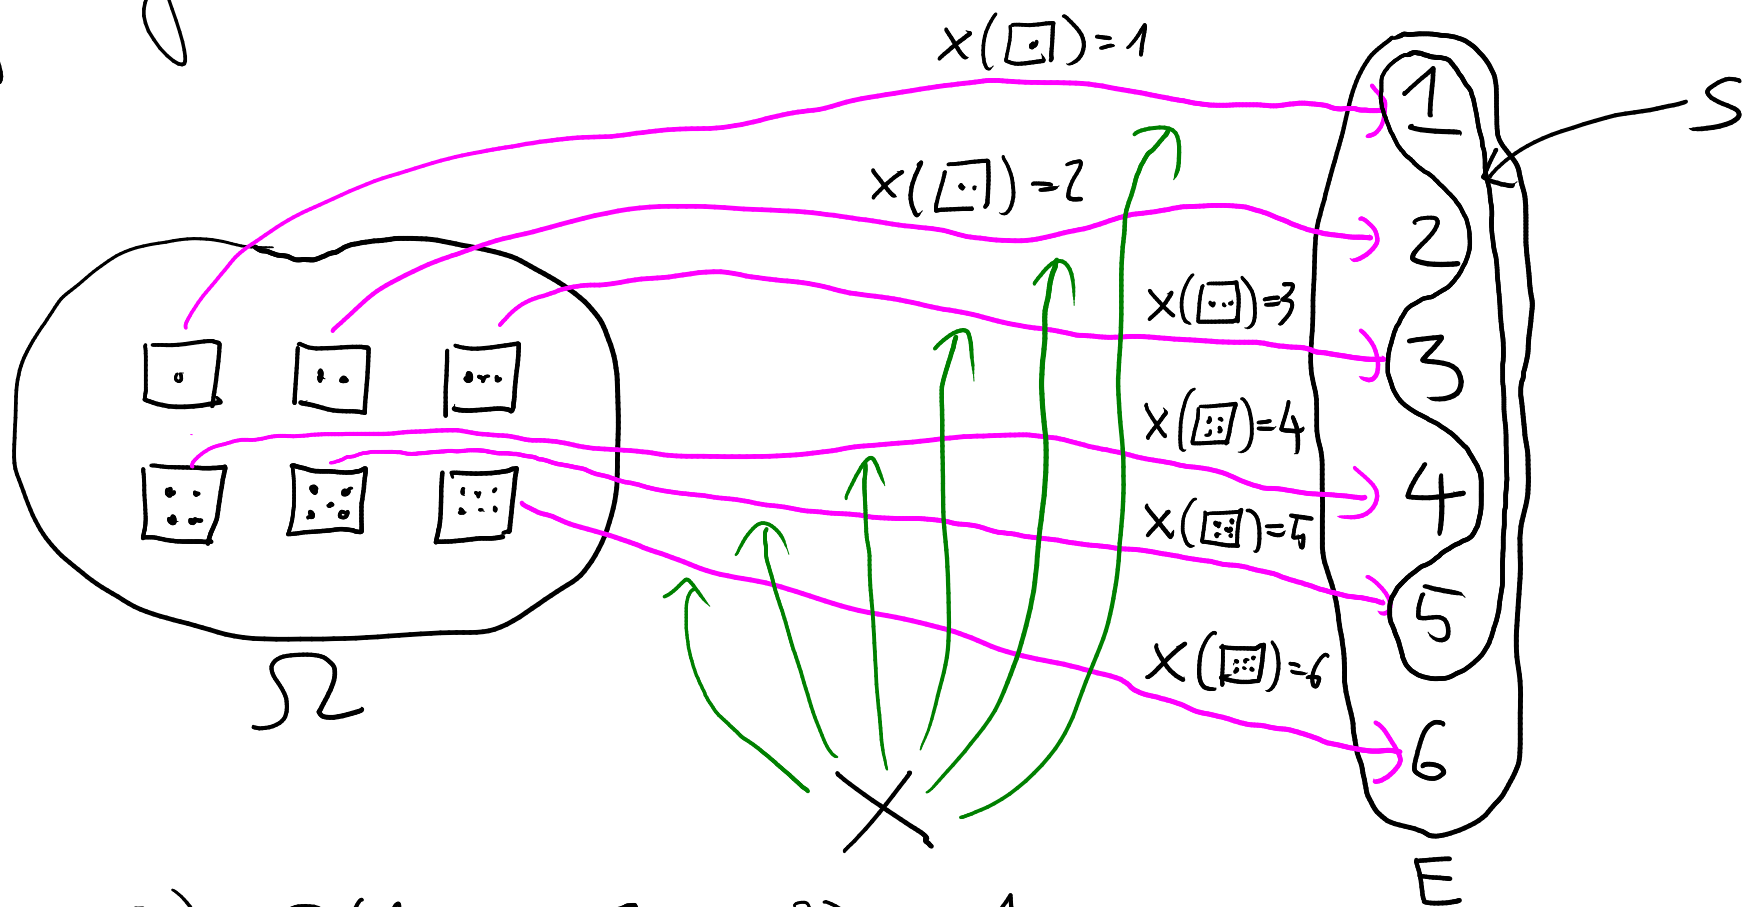 X(⚀)=1
S
X(⚁)=2
X(⚂)=3
X(⚃)=4
X(⚄)=5
X(⚅)=6
1
2
3
4
5
6
Ω
X
E